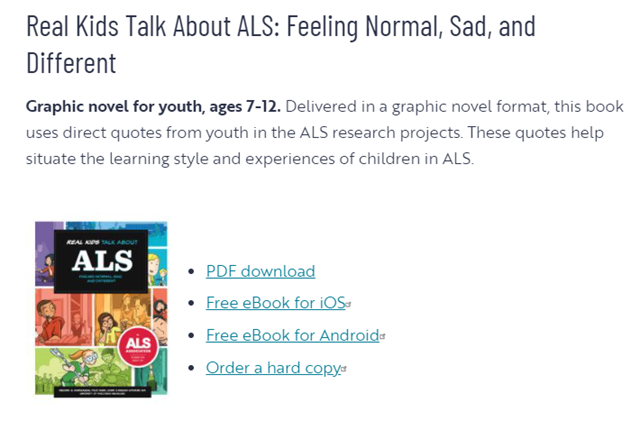 Real Kids Talk About ALS: Feeling Normal, Sad, and
Different
Graphic novel for youth, ages 7-12. Delivered in a graphic novel format, this book
uses direct quotes from youth in the ALS research projects. These quotes help
situate the learning style and experiences of children in ALS.
REAL KIDS TALK ABOUT
ALS
FEELING NORMAL, SAD,
AND DIFFERENT
ALS
PDF download
Free eBook for iOS
Free eBook for Android
Order a hard copy